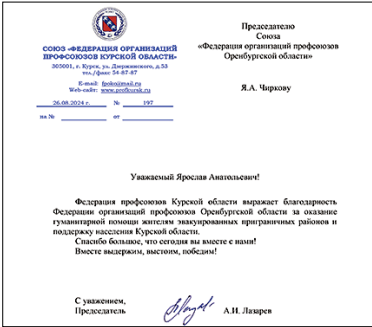 СОЮЗ «ФЕДЕРАЦИЯ ОРГАНИЗАЦИЙ
ПРОФСОЮЗОВ КУРСКОЙ ОБЛАСТИ»
305001, г. Курск, ул. Дзержинского, д.53
тел./факс 54-87-87
E-mail: fpoko@mail.ru
Web-сайт: www.profkursk.ru
26.08.2024 г. № 197
на № от
Председателю
Союза
«Федерация организаций профсоюзов
Оренбургской области»
Я.А. Чиркову
Уважаемый Ярослав Анатольевич!
Федерация профсоюзов Курской области выражает благодарность
Федерации организаций профсоюзов Оренбургской области за оказание
гуманитарной помощи жителям эвакуированных приграничных районов и
поддержку населения Курской области.
Спасибо большое, что сегодня вы вместе с нами!
Вместе выдержим, выстоим, победим!
С уважением,
Председатель А.И. Лазарев